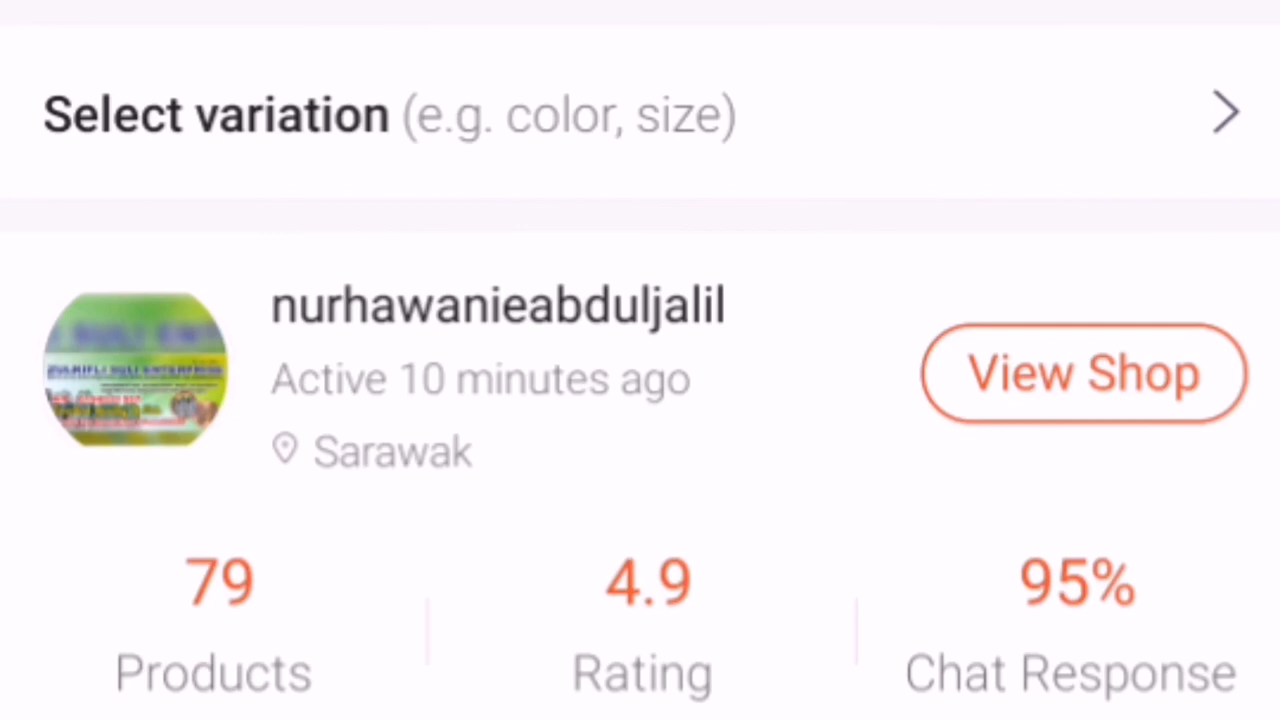 Select variation (e.g. color, size)
nurhawanieabduljalil
Active 10 minutes ago
View Shop
Sarawak
79
4.9
95%
Products
Rating
Chat Response